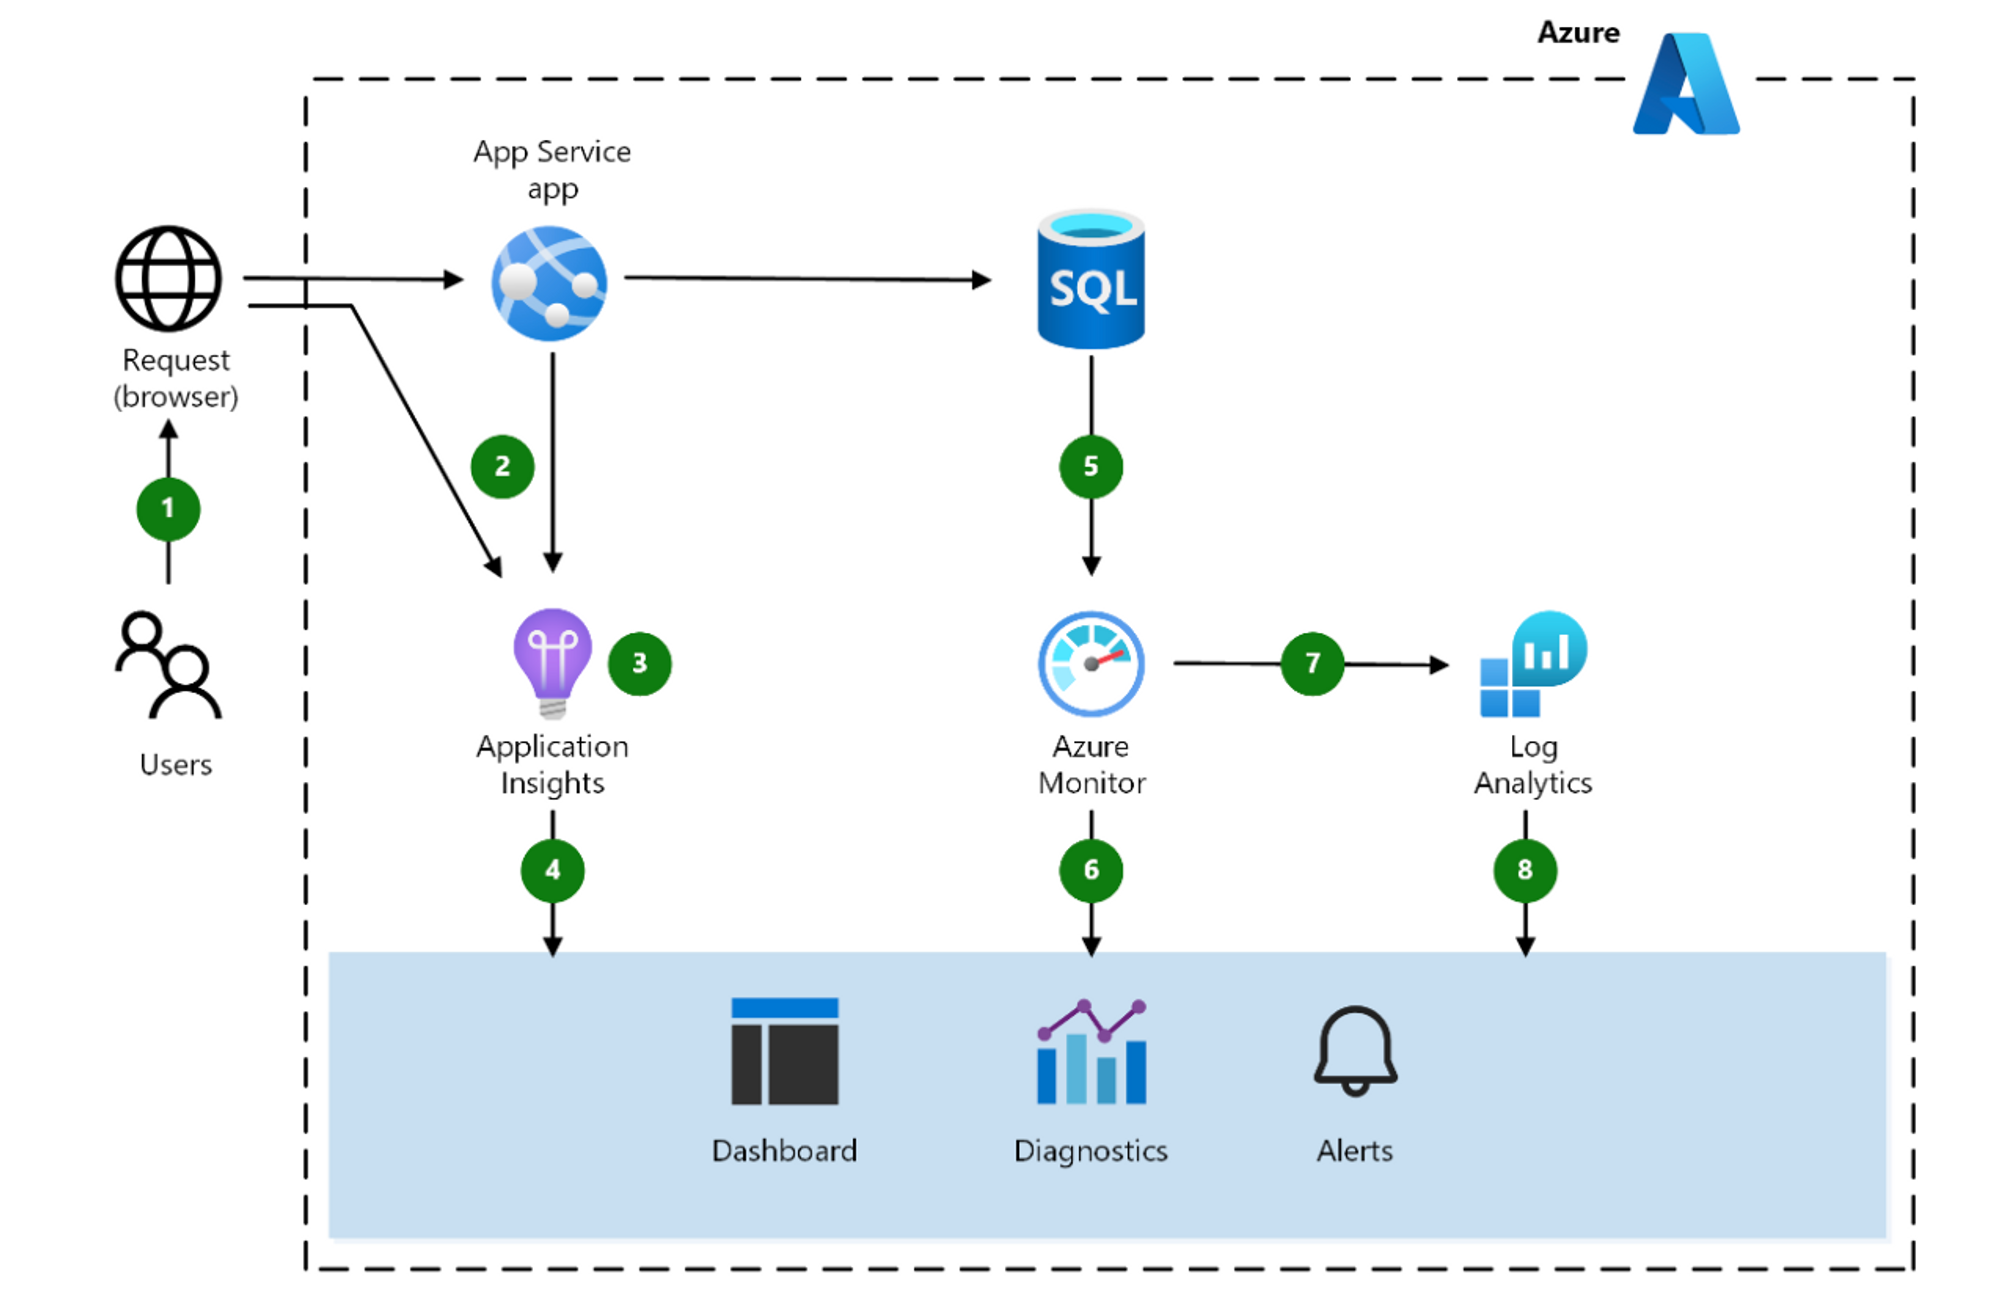 Azure
App Service
app
SQL
Request
(browser)
1
2
5
Users
3
7
Application
Insights
Azure
Monitor
Log
Analytics
4
6
8
Dashboard
Diagnostics
Alerts